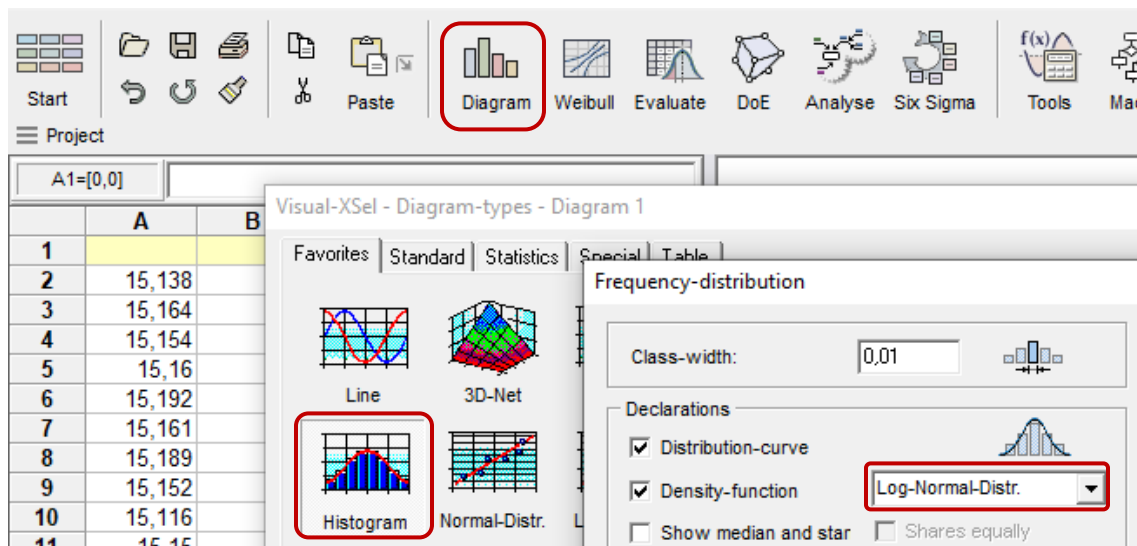 f(x)
Start Paste Diagram Weibull Evaluate DoE Analyse Six Sigma Tools
Project
A1=[0,0]
Visual-XSel - Diagram-types - Diagram 1
A B
Favorites Standard Statistics Special Table
1
2 15,138
3 15,164
4 15,154
5 15,16
6 15,192
7 15,161
8 15,189
9 15,152
10 15,116
11 15,15
Line 3D-Net
Histogram Normal-Distr.
Frequency-distribution
Class-width: 0,01
Declarations
Distribution-curve
Density-function Log-Normal-Distr.
Show median and star Shares equally